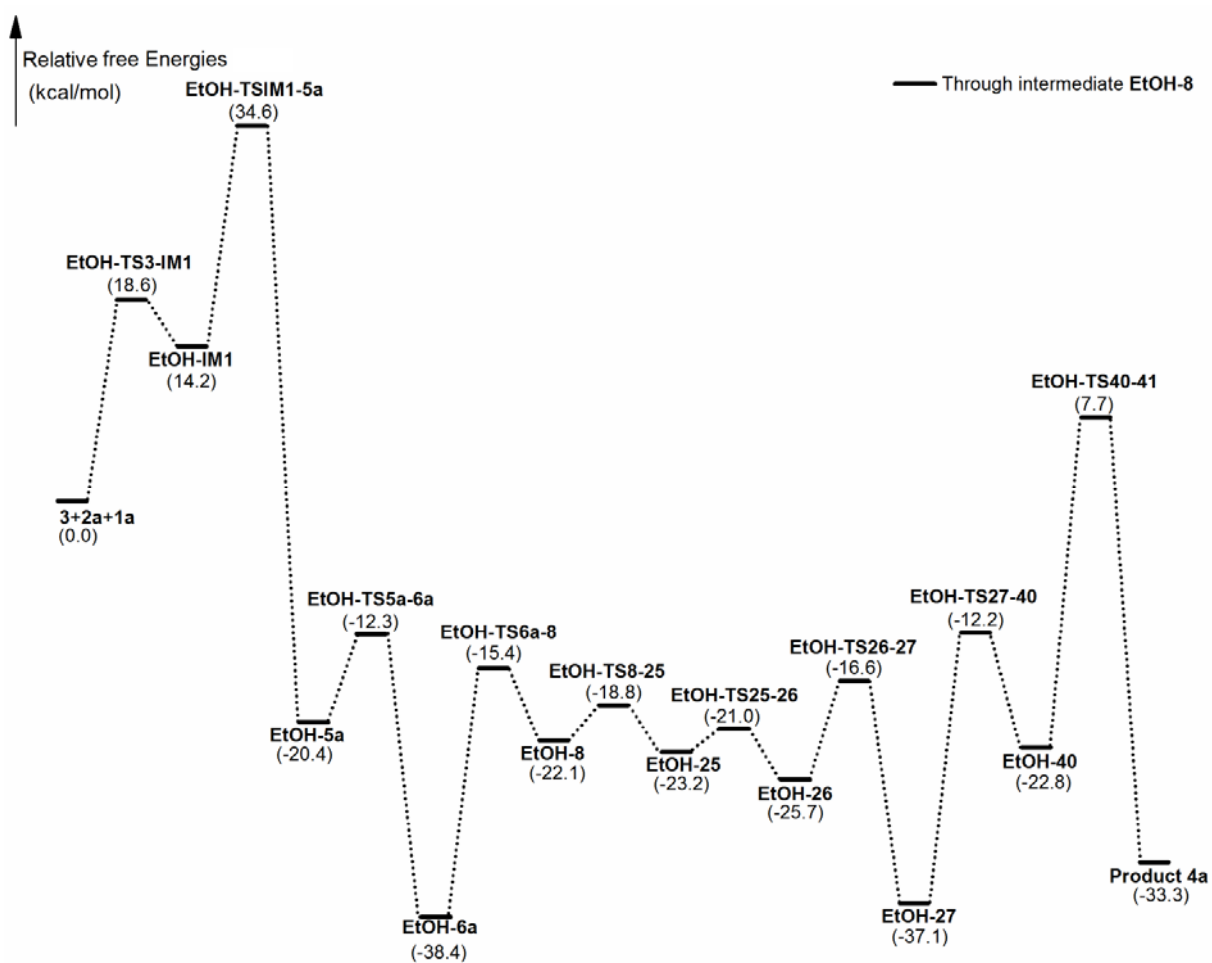 Relative free Energies
(kcal/mol)
EtOH-TSIM1-5a
(34.6)
Through intermediate EtOH-8
EtOH-TS3-IM1
(18.6)
EtOH-IM1
(14.2)
EtOH-TS40-41
(7.7)
3+2a+1a
(0.0)
EtOH-TS5a-6a
(-12.3)
EtOH-TS27-40
(-12.2)
EtOH-TS6a-8
(-15.4)
EtOH-TS26-27
(-16.6)
EtOH-TS8-25
(-18.8)
EtOH-TS25-26
(-21.0)
EtOH-5a
(-20.4)
EtOH-8
(-22.1)
EtOH-25
(-23.2)
EtOH-26
(-25.7)
EtOH-40
(-22.8)
Product 4a
(-33.3)
EtOH-6a
(-38.4)
EtOH-27
(-37.1)